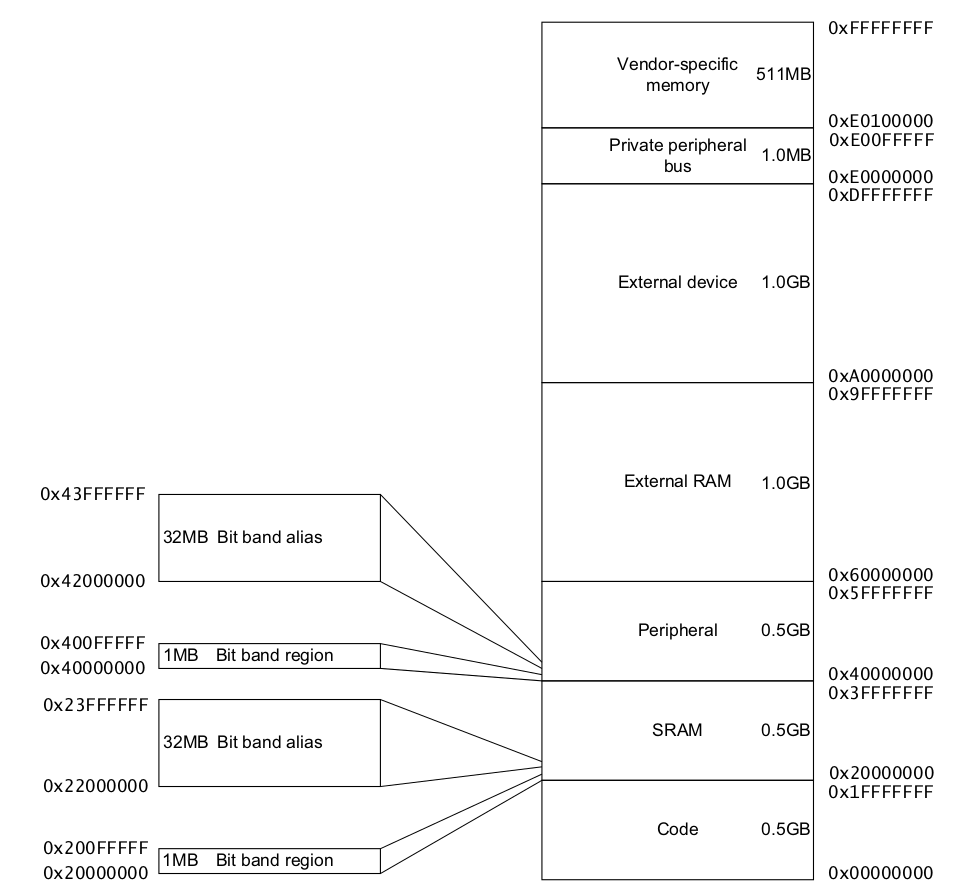 0xFFFFFFFF
Vendor-specific
memory
511MB
0xE0100000
0xE00FFFFF
Private peripheral
bus
1.0MB
0xE0000000
0xDFFFFFFF
External device 1.0GB
0xA0000000
0x9FFFFFFF
External RAM 1.0GB
0x60000000
0x5FFFFFFF
Peripheral 0.5GB
0x40000000
0x3FFFFFFF
SRAM 0.5GB
0x20000000
0x1FFFFFFF
Code 0.5GB
0x00000000
0x43FFFFFF
32MB Bit band alias
0x42000000
0x400FFFFF
1MB Bit band region
0x40000000
0x23FFFFFF
32MB Bit band alias
0x22000000
0x200FFFFF
1MB Bit band region
0x20000000